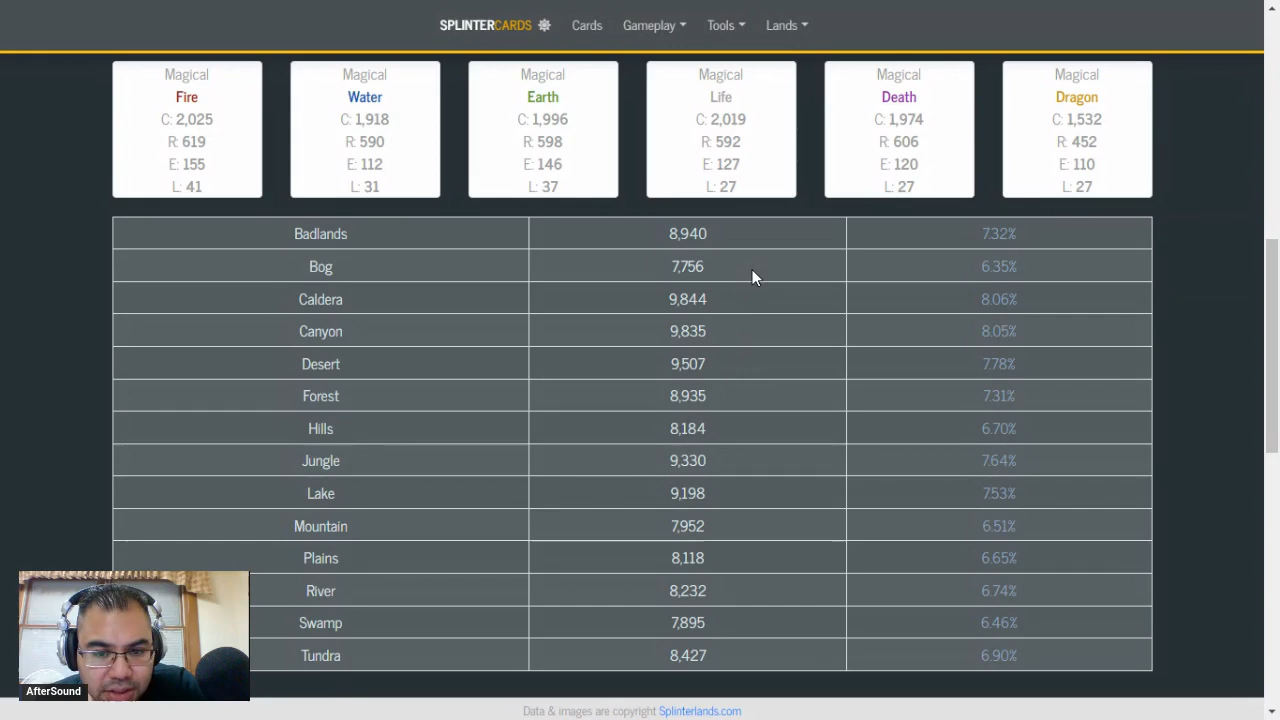 SPLINTERCARDS Cards Gameplay Tools Lands
Magical Magical Magical Magical Magical Magical
Fire Water Earth Life Death Dragon
C: 2,025 C: 1,918 C: 1,996 C: 2,019 C: 1,974 C: 1,532
R: 619 R: 590 R: 598 R: 592 R: 606 R: 452
E: 155 E: 112 E: 146 E: 127 E: 120 E: 110
L: 41 L: 31 L: 37 L: 27 L: 27 L: 27
Badlands 8,940 7.32%
Bog 7,756 6.35%
Caldera 9,844 8.06%
Canyon 9,835 8.05%
Desert 9,507 7.78%
Forest 8,935 7.31%
Hills 8,184 6.70%
Jungle 9,330 7.64%
Lake 9,198 7.53%
Mountain 7,952 6.51%
Plains 8,118 6.65%
River 8,232 6.74%
Swamp 7,895 6.46%
Tundra 8,427 6.90%
AfterSound
Data & images are copyright Splinterlands.com